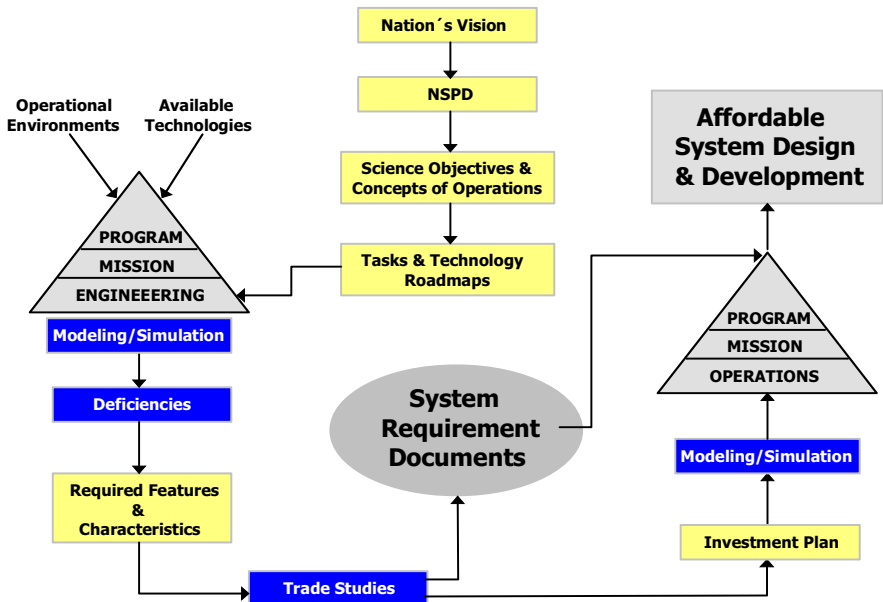 Nation´s Vision
NSPD
Science Objectives &
Concepts of Operations
Tasks & Technology
Roadmaps
Operational
Environments
Available
Technologies
PROGRAM
MISSION
ENGINEEERING
Modeling/Simulation
Deficiencies
Required Features
&
Characteristics
Trade Studies
System
Requirement
Documents
Affordable
System Design
& Development
PROGRAM
MISSION
OPERATIONS
Modeling/Simulation
Investment Plan